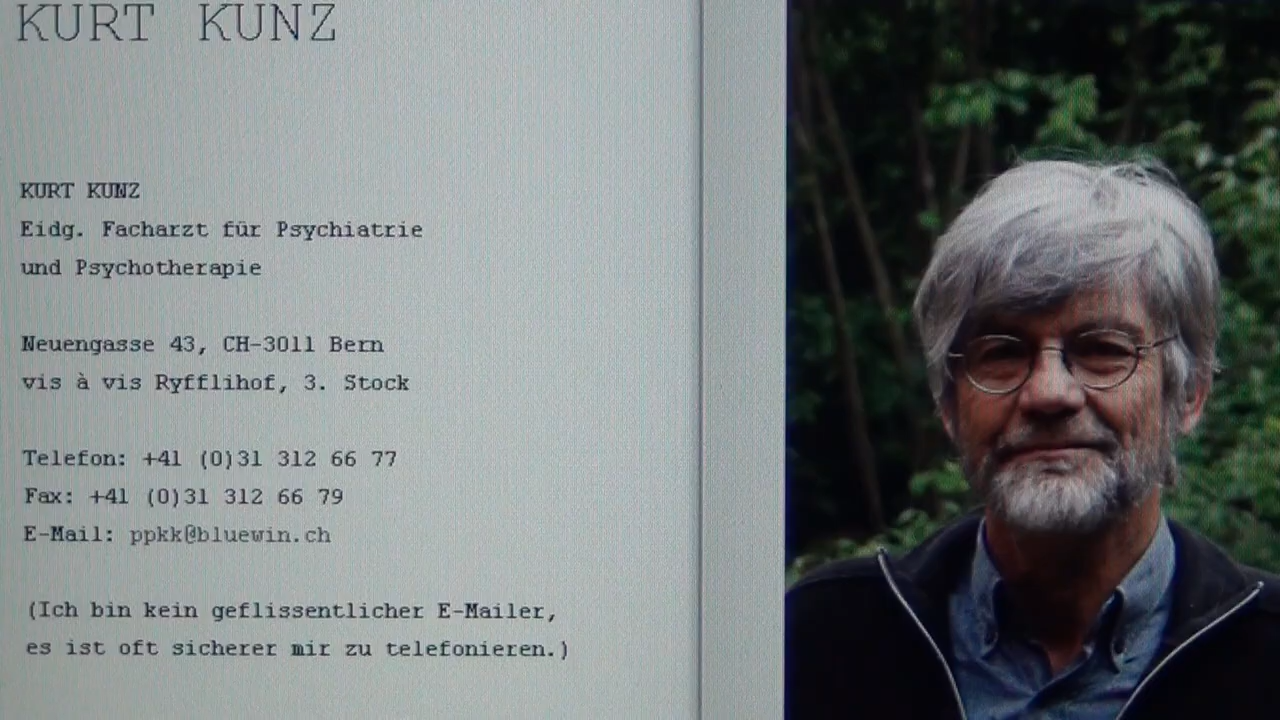 KURT KUNZ
KURT KUNZ
Eidg. Facharzt für Psychiatrie
und Psychotherapie
Neuengasse 43, CH-3011 Bern
vis à vis Ryfflihof, 3. Stock
Telefon: +41 (0)31 312 66 77
Fax: +41 (0)31 312 66 79
E-Mail: ppkk@bluewin.ch
(Ich bin kein geflissentlicher E-Mailer,
es ist oft sicherer mir zu telefonieren.)